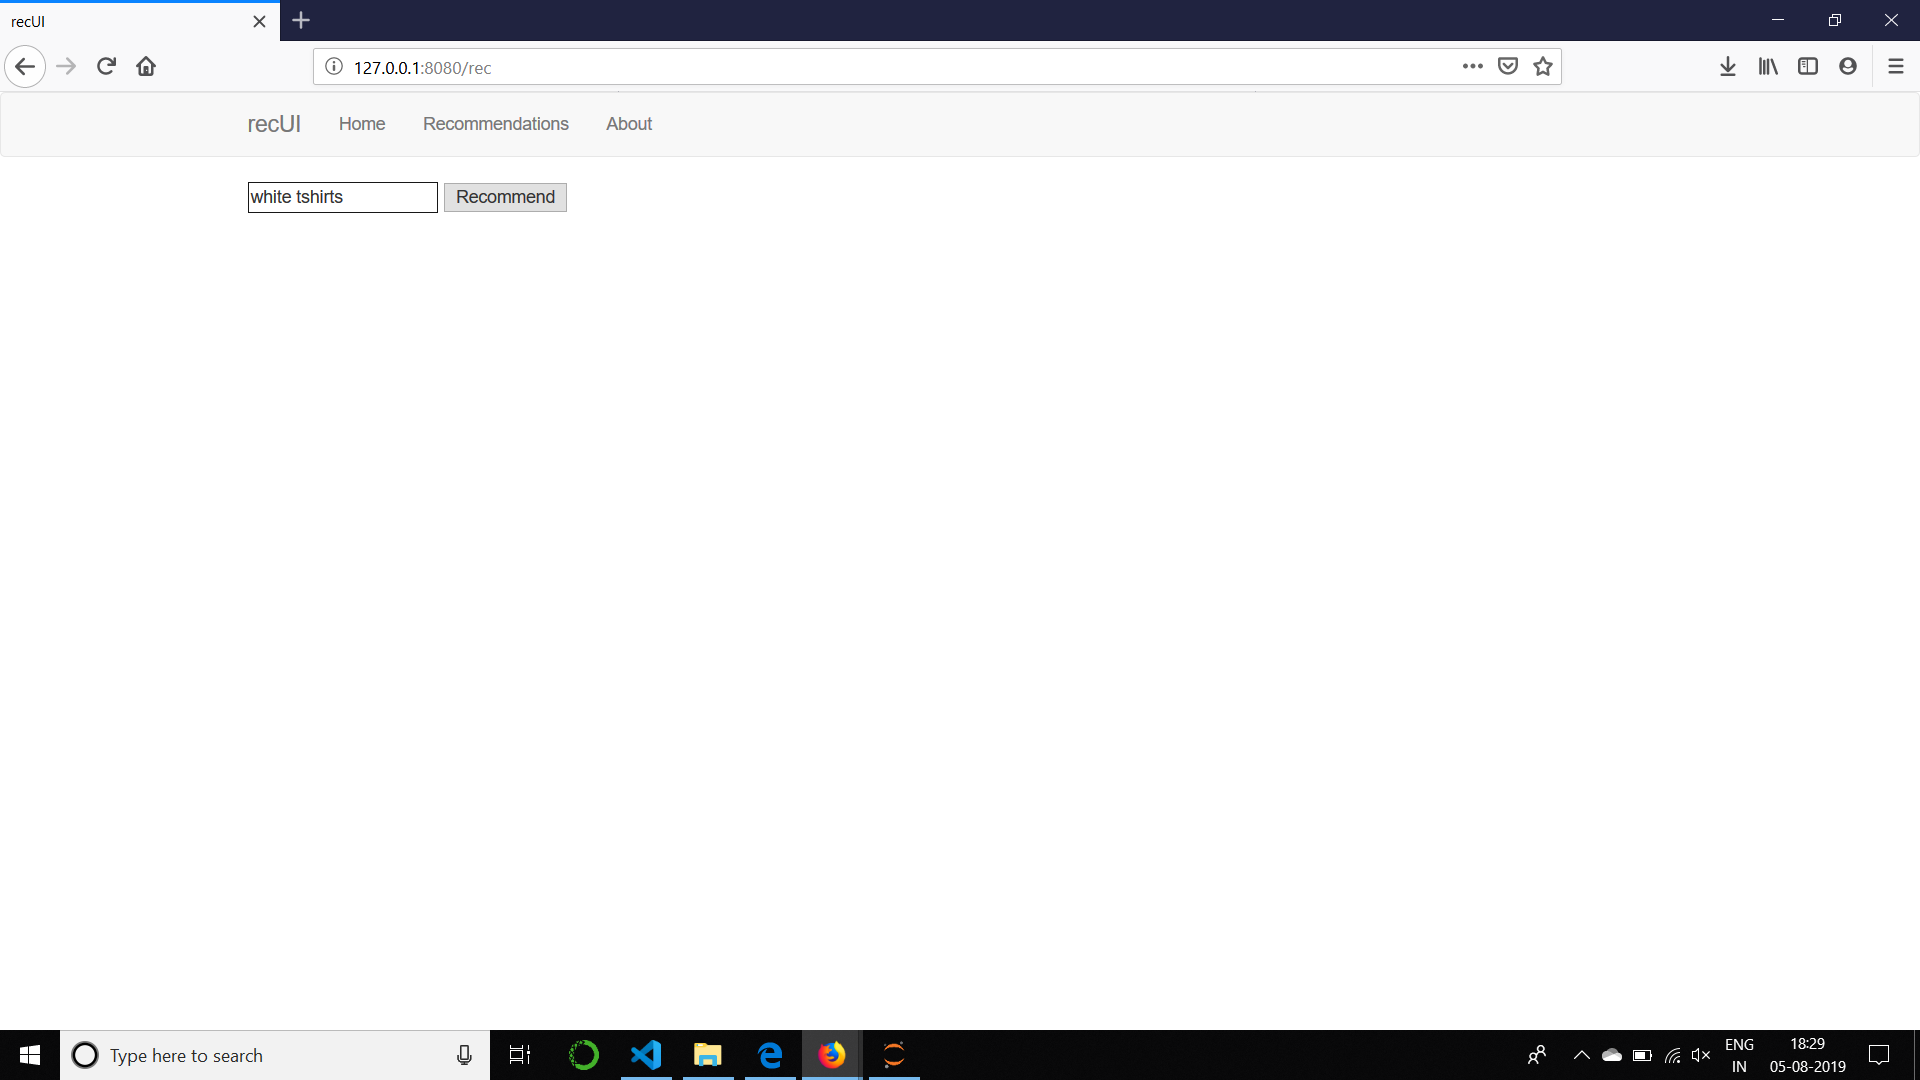 recUI
127.0.0.1:8080/rec
recUI Home Recommendations About
white tshirts Recommend
Type here to search
ENG
IN
18:29
05-08-2019